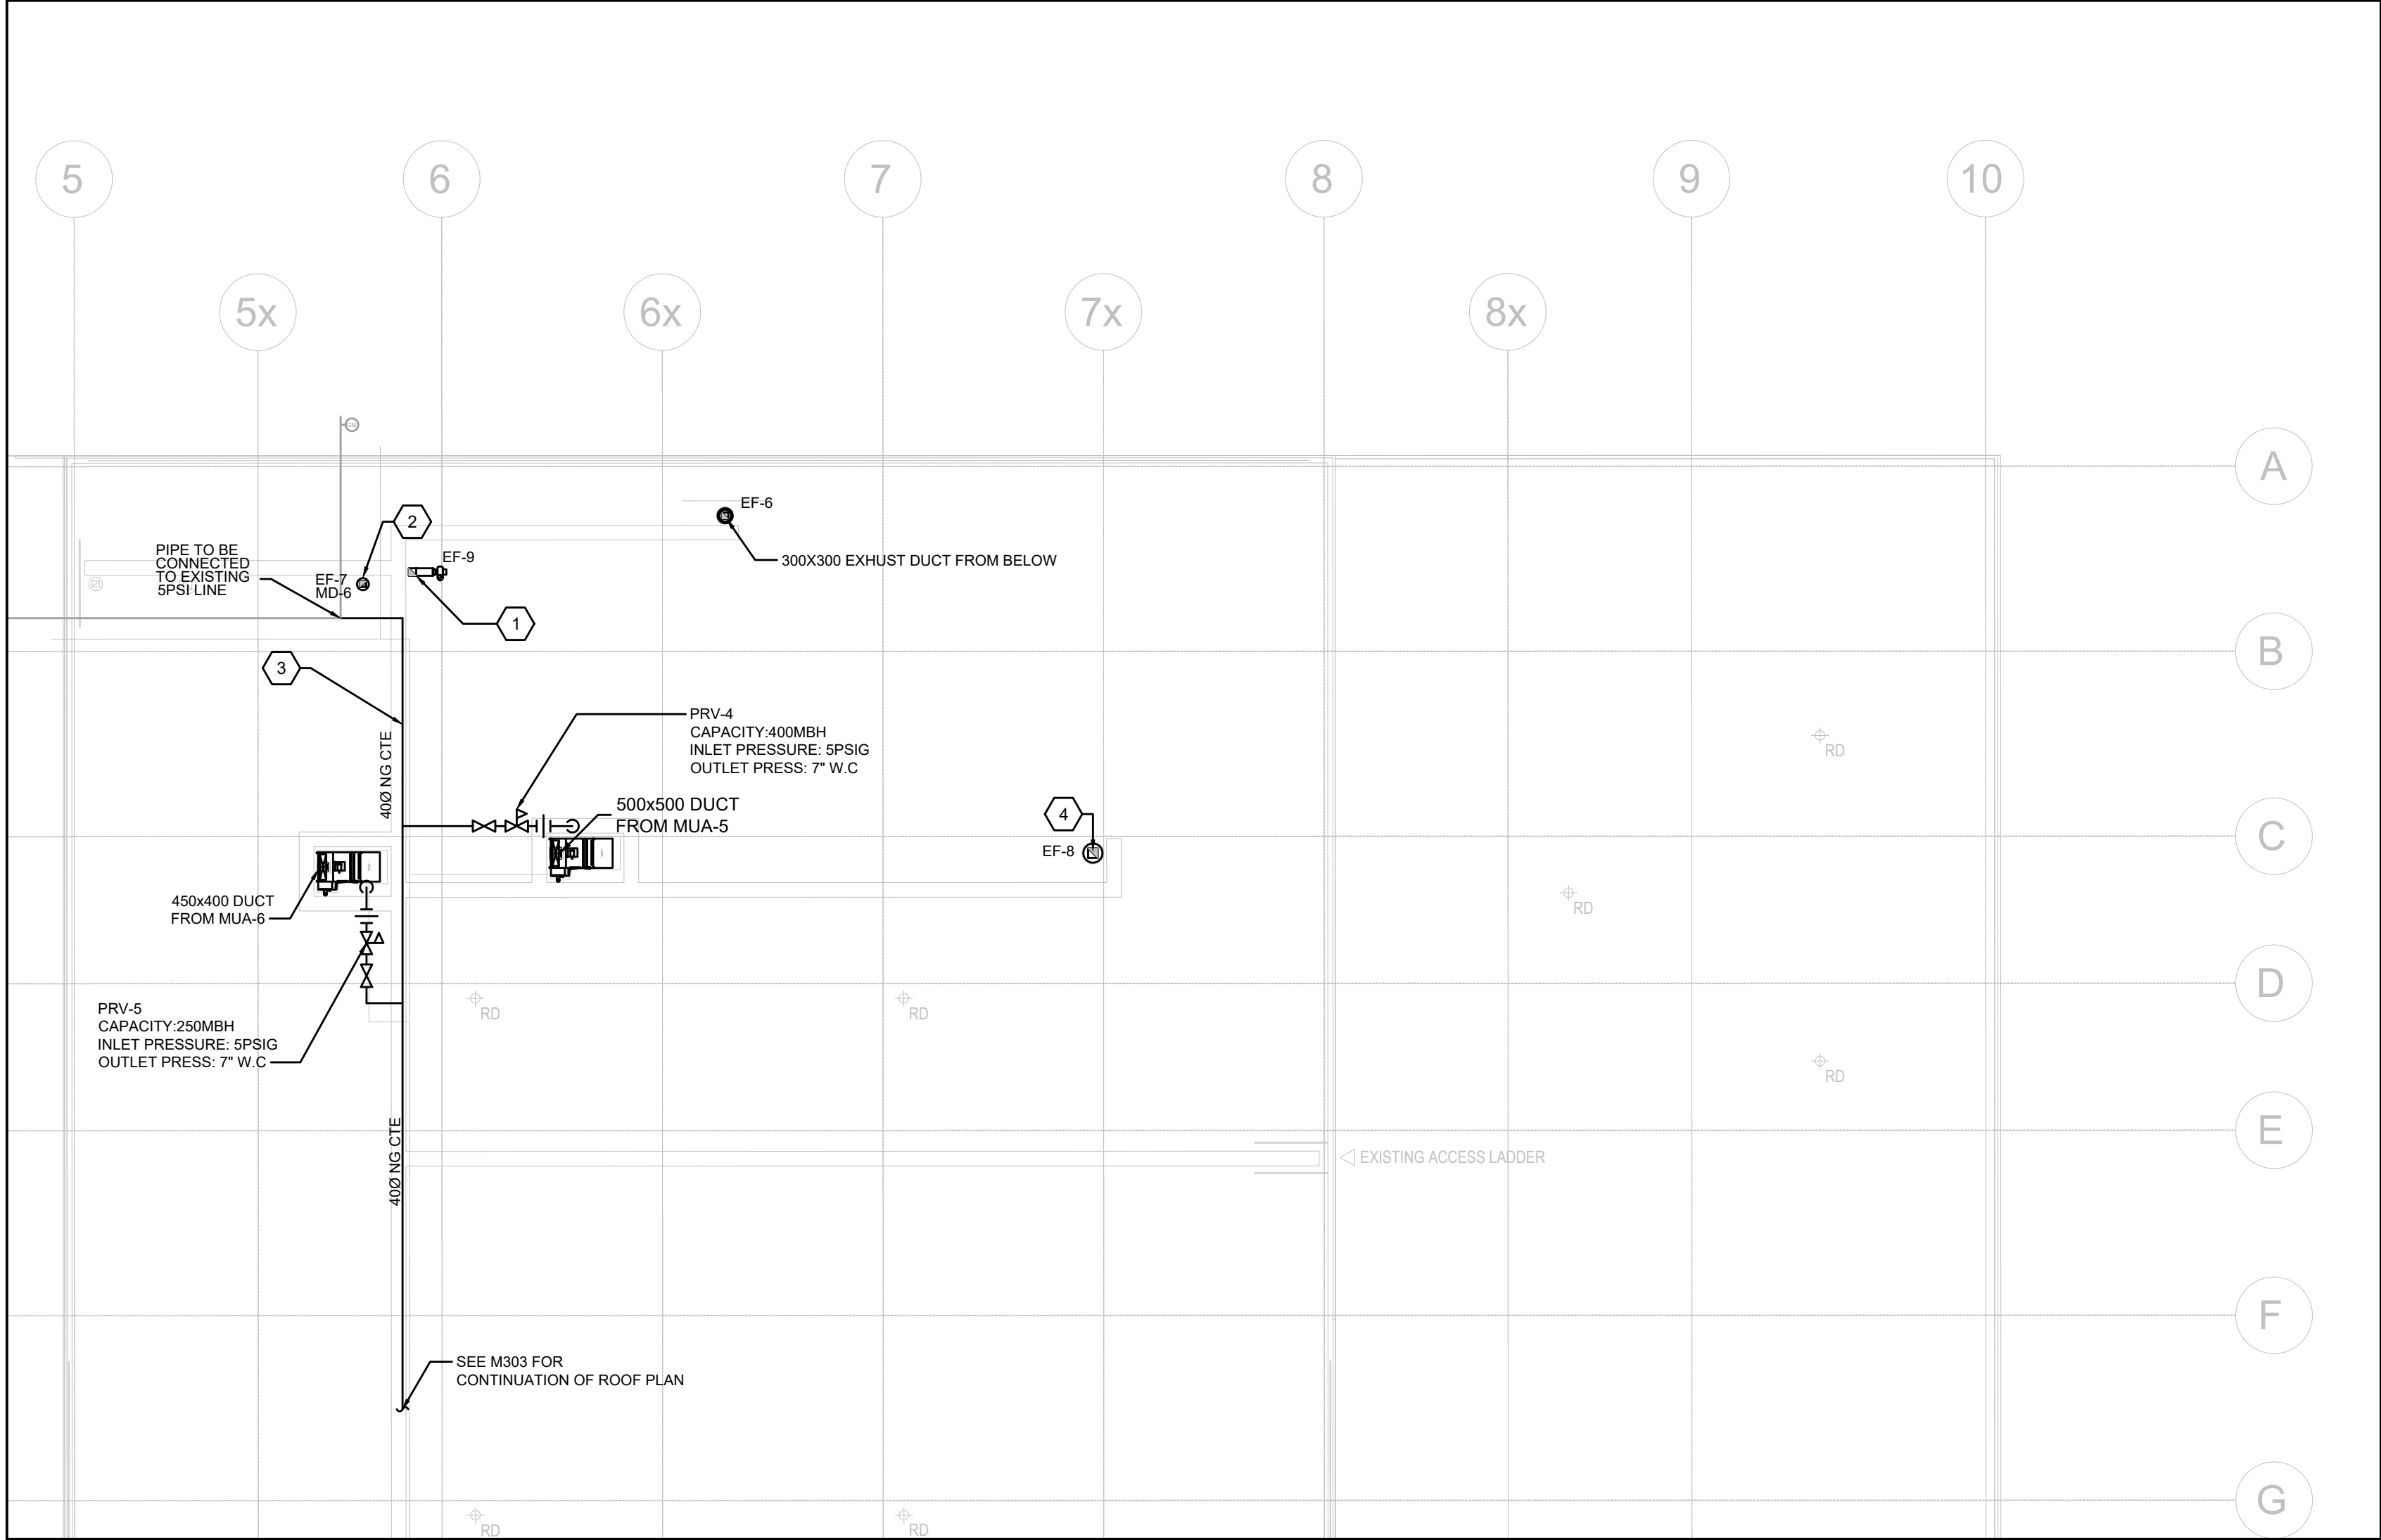 5
6
7
8
9
10
5x
6x
7x
8x
A
EF-6
2
300X300 EXHUST DUCT FROM BELOW
PIPE TO BE
CONNECTED
TO EXISTING
5PSI LINE
EF-7
MD-6
EF-9
1
B
3
40Ø NG CTE
PRV-4
CAPACITY:400MBH
INLET PRESSURE: 5PSIG
OUTLET PRESS: 7" W.C
RD
500x500 DUCT
FROM MUA-5
4
EF-8
C
450x400 DUCT
FROM MUA-6
RD
D
RD
RD
PRV-5
CAPACITY:250MBH
INLET PRESSURE: 5PSIG
OUTLET PRESS: 7" W.C
RD
40Ø NG CTE
E
EXISTING ACCESS LADDER
F
SEE M303 FOR
CONTINUATION OF ROOF PLAN
G
RD
RD